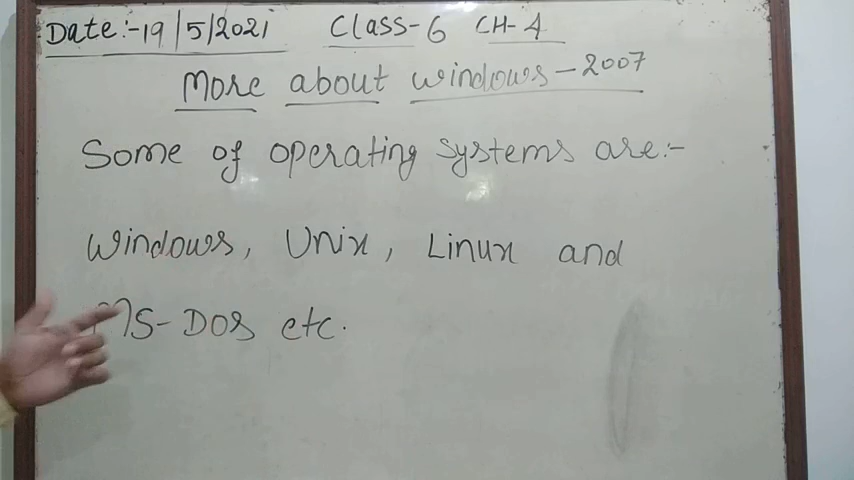 Date:-19/5/2021 Class-6 CH-4
More about windows-2007
Some of operating systems are:-
Windows, Unix, Linux and
MS-DOS etc.